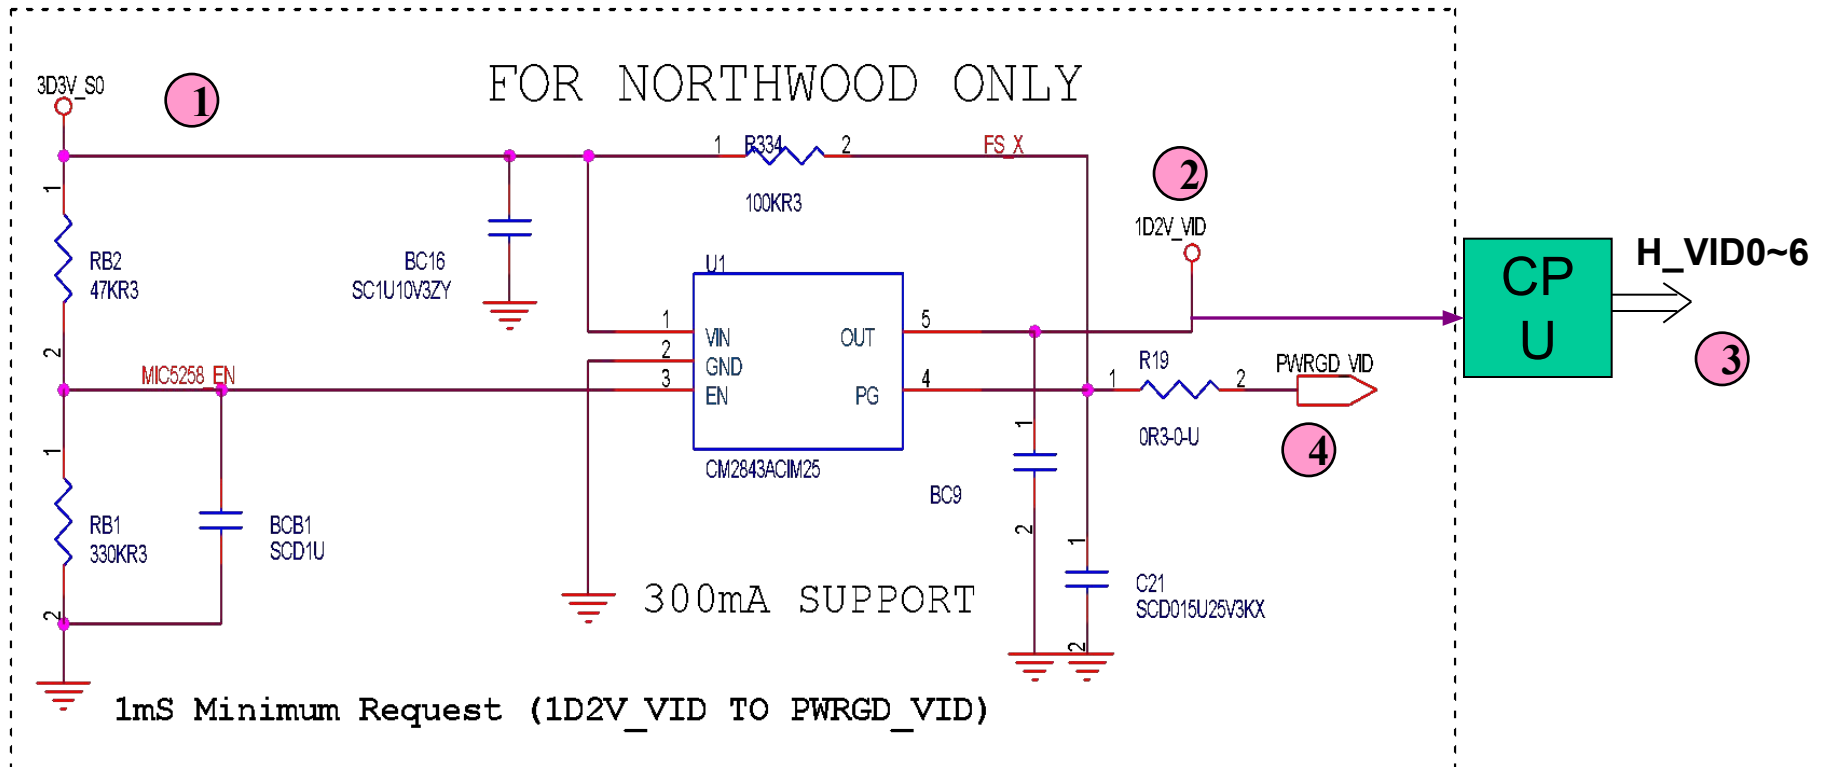 FOR NORTHWOOD ONLY
3D3V_S0
1
1
R334
2
FS_X
100KR3
2
1D2V_VID
1
RB2
47KR3
2
BC16
SC1U10V3ZY
U1
1
VIN
2
GND
3
EN
OUT
5
PG
4
CM2843ACIM25
MIC5258_EN
CP
U
H_VID0~6
3
R19
1
2
PWRGD_VID
0R3-0-U
4
1
RB1
330KR3
2
BCB1
SCD1U
1
BC9
2
1
C21
SCD015U25V3KX
2
300mA SUPPORT
1mS Minimum Request (1D2V_VID TO PWRGD_VID)